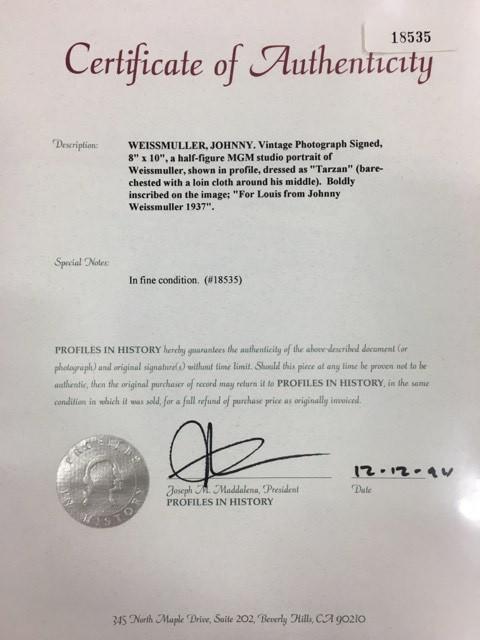 18535
Certificate of Authenticity
Description: WEISSMULLER, JOHNNY. Vintage Photograph Signed,
8" x 10", a half-figure MGM studio portrait of
Weissmuller, shown in profile, dressed as "Tarzan" (bare-
chested with a loin cloth around his middle). Boldly
inscribed on the image; "For Louis from Johnny
Weissmuller 1937".
Special Notes:
In fine condition. (#18535)
PROFILES IN HISTORY hereby guarantees the authenticity of the above-described document (or
photograph) and original signature(s) without time limit. Should this piece at any time be proven not to
be authentic, then the original purchaser of record may return it to PROFILES IN HISTORY, in the same
condition in which it was sold, for a full refund of purchase price as originally invoiced.
PROFILES IN HISTORY
12-12-94
Joseph M. Maddalena, President Date
PROFILES IN HISTORY
345 North Maple Drive, Suite 202, Beverly Hills, CA 90210